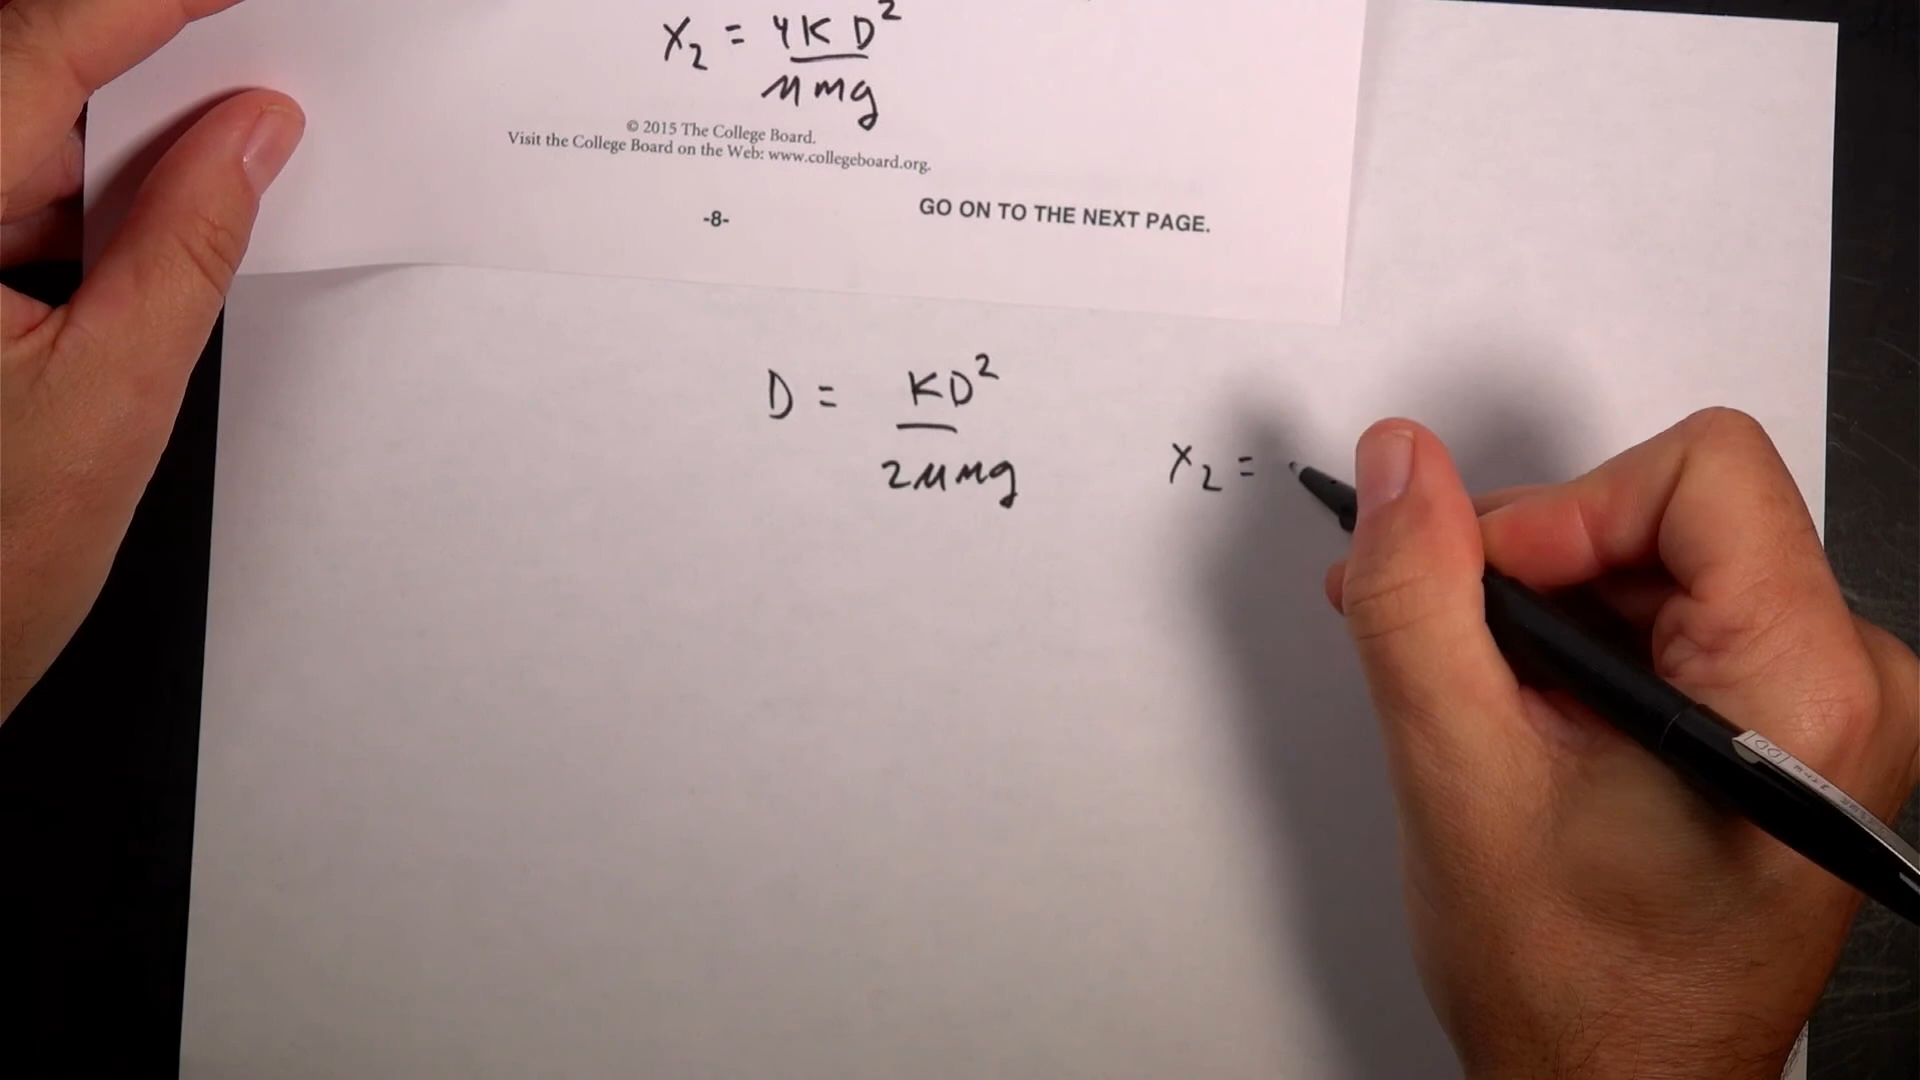 X₂ = 4KD²
μmg
© 2015 The College Board.
Visit the College Board on the Web: www.collegeboard.org.
GO ON TO THE NEXT PAGE.
-8-
D = KD²
2μmg
X₂ =